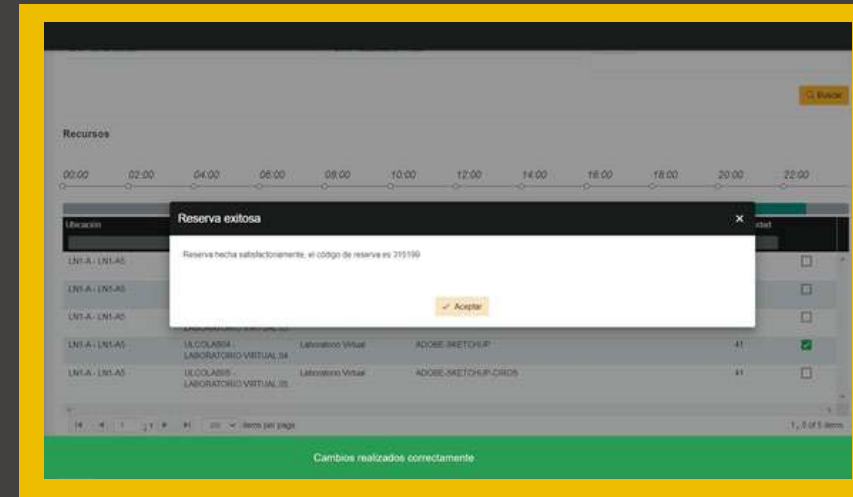 Buscar
Recursos
00:00 02:00 04:00 06:00 08:00 10:00 12:00 14:00 16:00 18:00 20:00 22:00
Reserva exitosa
Ubicación
Reserva hecha satisfactoriamente, el código de reserva es 315199
Aceptar
LN1-A - LN1-A5
LN1-A - LN1-A5
LN1-A - LN1-A5
LABORATORIO VIRTUAL 03
LN1-A - LN1-A5 ULCOLAB04 - Laboratorio Virtual ADOBE-SKETCHUP 41
LABORATORIO VIRTUAL 04
LN1-A - LN1-A5 ULCOLAB05 - Laboratorio Virtual ADOBE-SKETCHUP-CIROS 41
LABORATORIO VIRTUAL 05
items per page
of 5 items
Cambios realizados correctamente